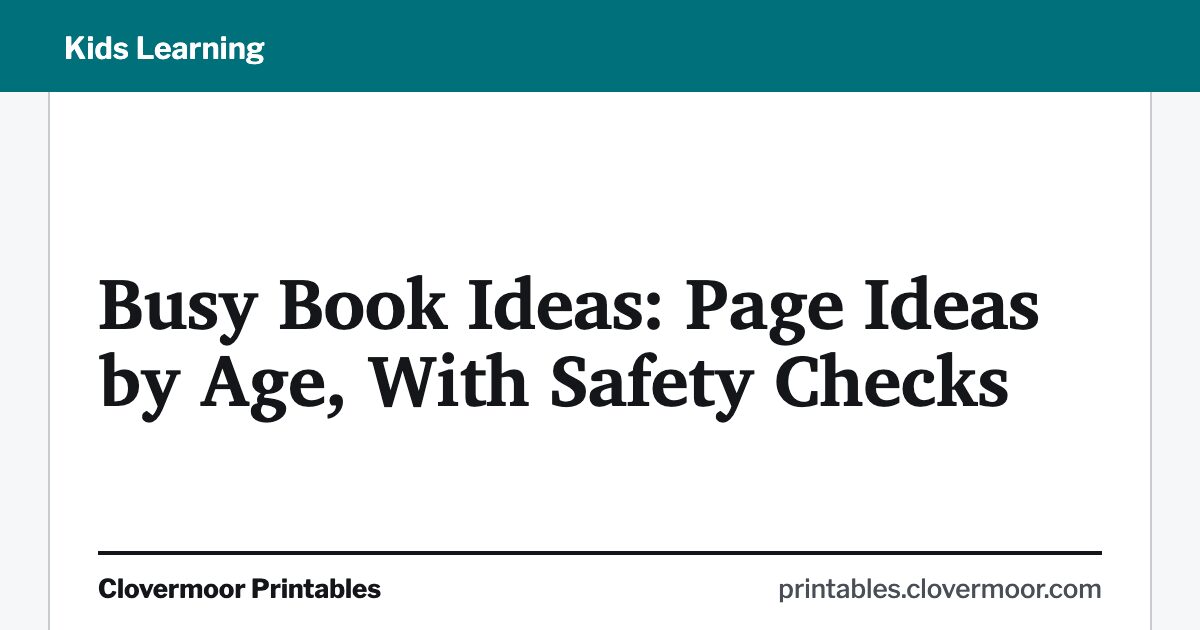 Kids Learning
Busy Book Ideas: Page Ideas
by Age, With Safety Checks
Clovermoor Printables
printables.clovermoor.com